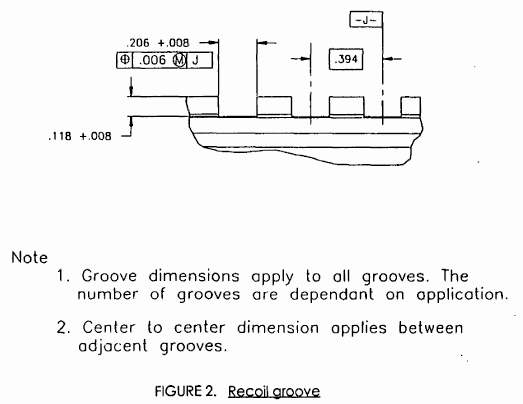 -J-
.206 +.008
⌖ .006 Ⓜ J
.394
.118 +.008
Note
1. Groove dimensions apply to all grooves. The
number of grooves are dependant on application.
2. Center to center dimension applies between
adjacent grooves.
FIGURE 2. Recoil groove